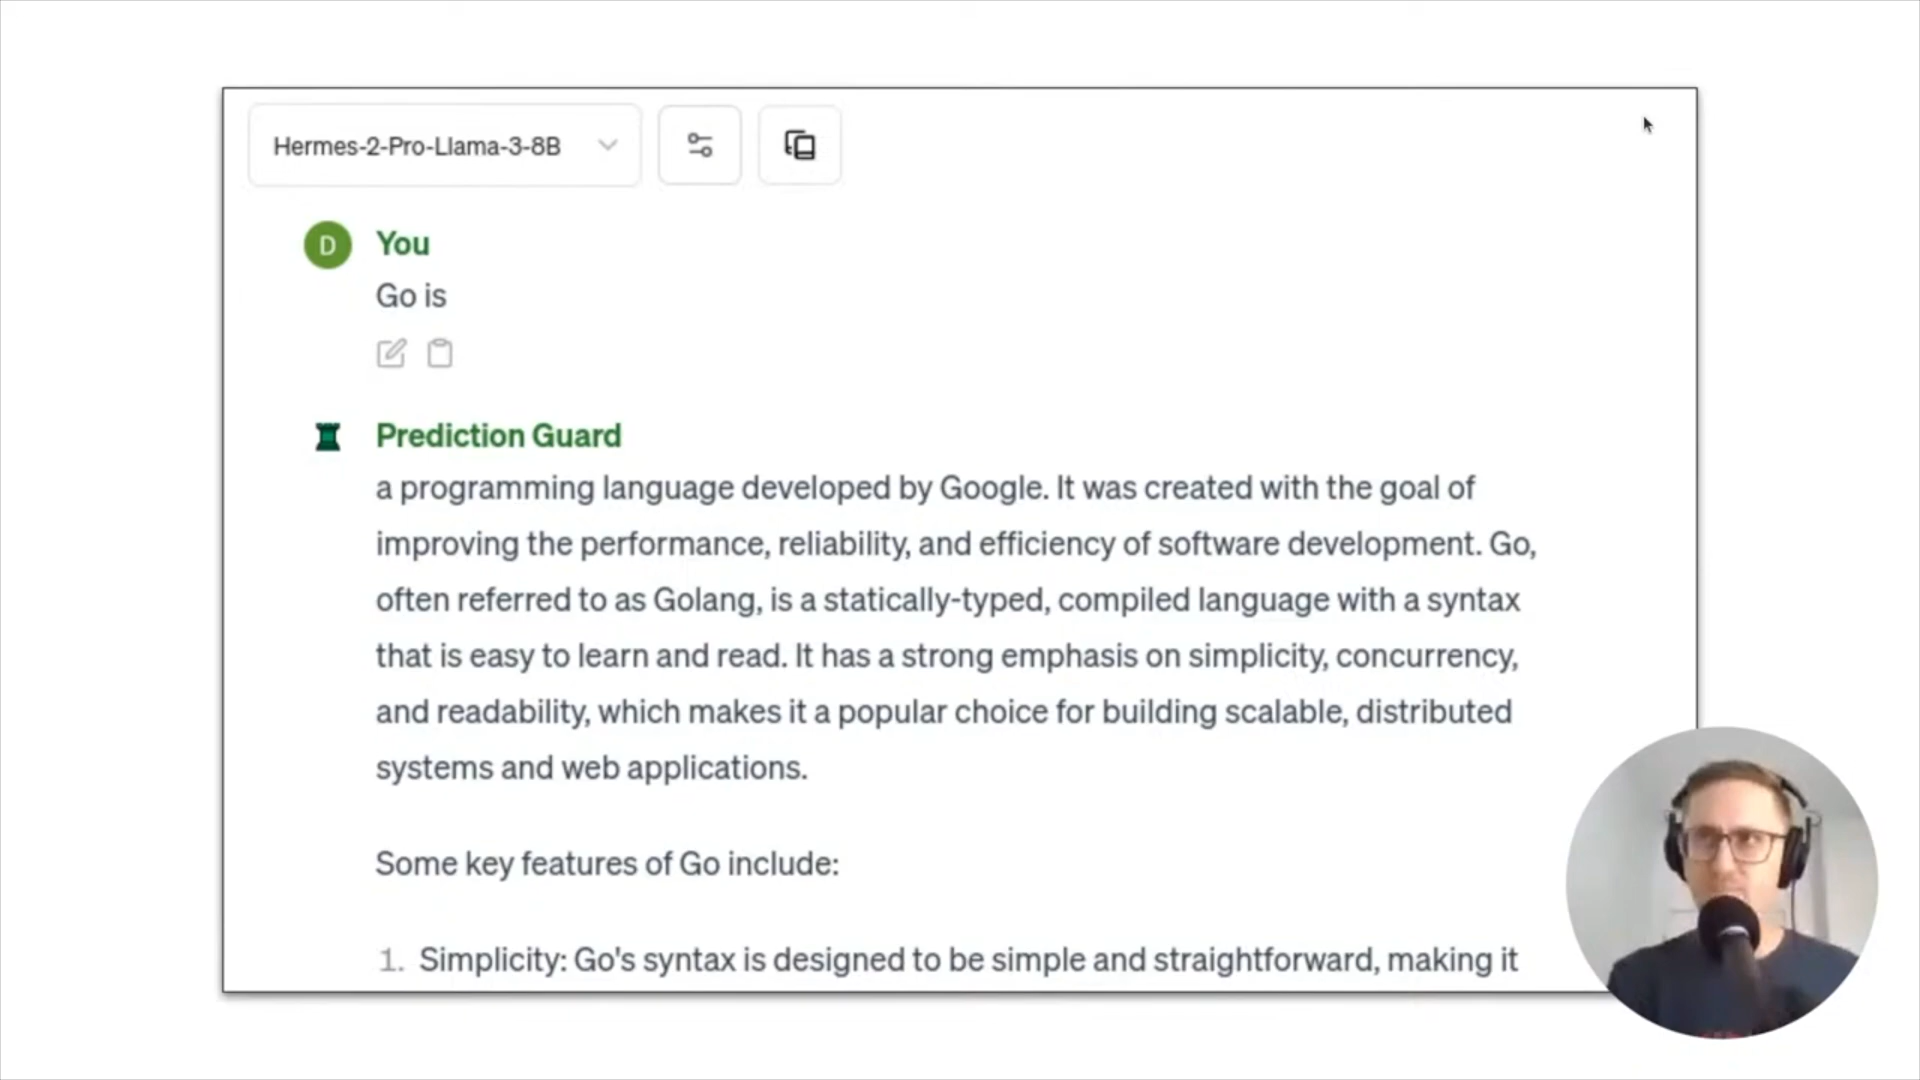 Hermes-2-Pro-Llama-3-8B
D
You
Go is
Prediction Guard
a programming language developed by Google. It was created with the goal of
improving the performance, reliability, and efficiency of software development. Go,
often referred to as Golang, is a statically-typed, compiled language with a syntax
that is easy to learn and read. It has a strong emphasis on simplicity, concurrency,
and readability, which makes it a popular choice for building scalable, distributed
systems and web applications.
Some key features of Go include:
1. Simplicity: Go's syntax is designed to be simple and straightforward, making it